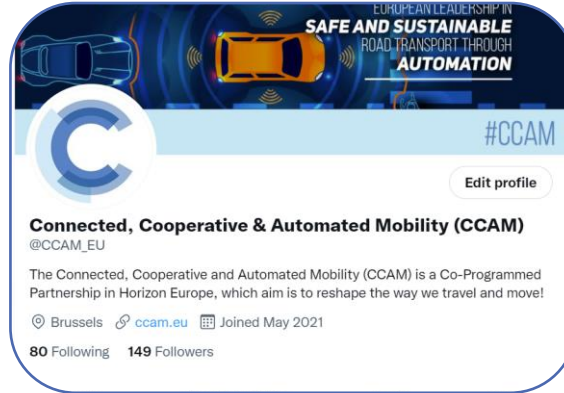 EUROPEAN LEADERSHIP IN
SAFE AND SUSTAINABLE
ROAD TRANSPORT THROUGH
AUTOMATION
#CCAM
Edit profile
Connected, Cooperative & Automated Mobility (CCAM)
@CCAM_EU
The Connected, Cooperative and Automated Mobility (CCAM) is a Co-Programmed
Partnership in Horizon Europe, which aim is to reshape the way we travel and move!
Brussels ccam.eu Joined May 2021
80 Following 149 Followers